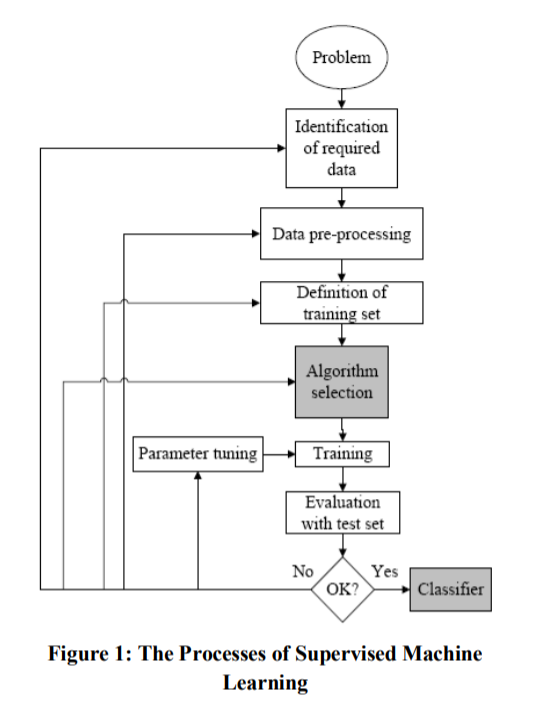 Problem
Identification
of required
data
Data pre-processing
Definition of
training set
Algorithm
selection
Parameter tuning
Training
Evaluation
with test set
No
Yes
OK?
Classifier
Figure 1: The Processes of Supervised Machine
Learning